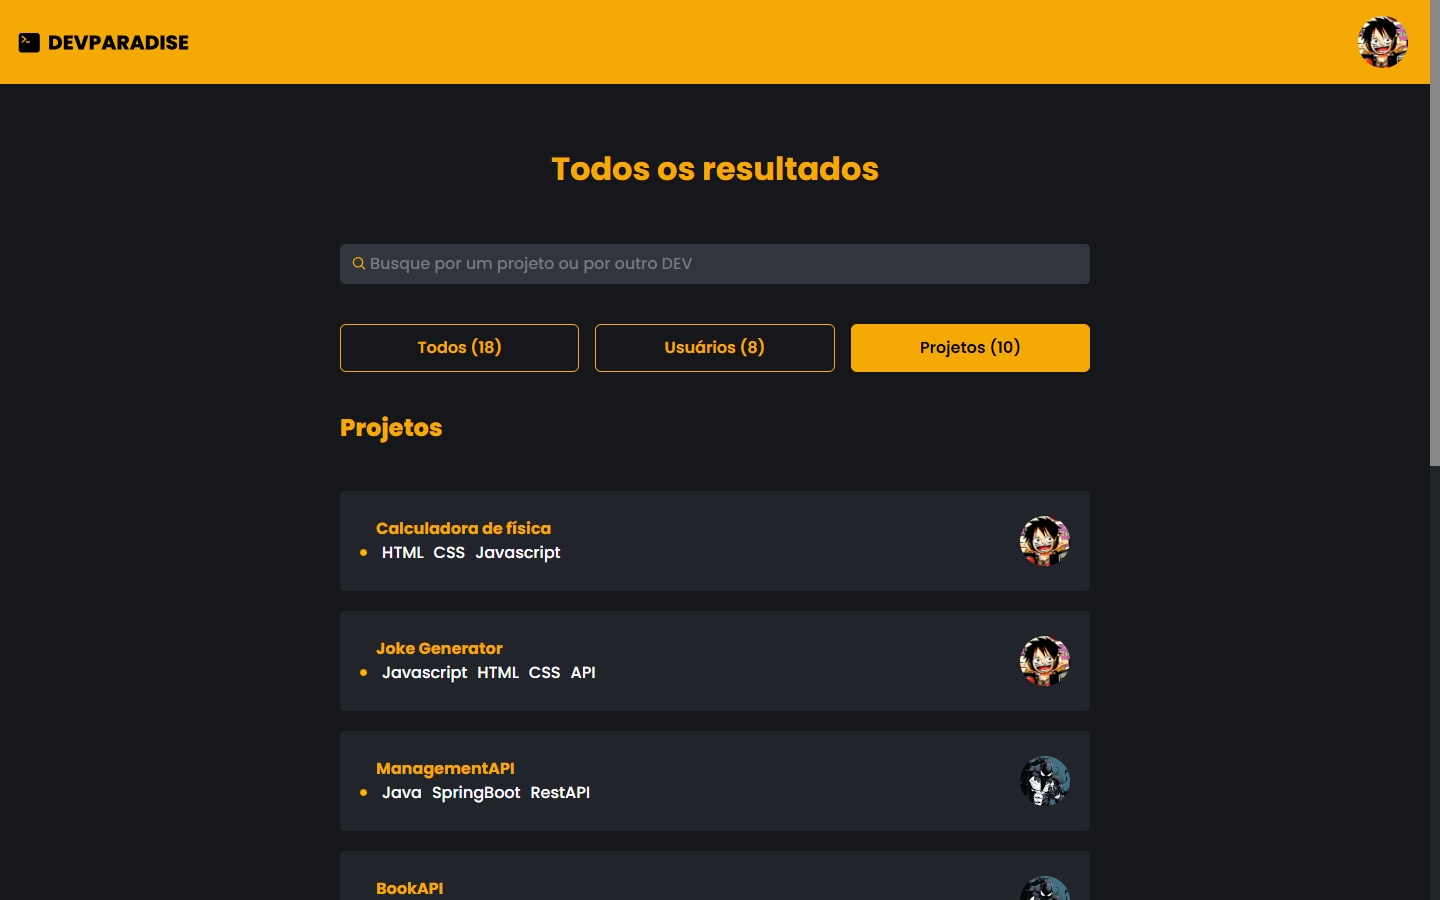 DEVPARADISE
Todos os resultados
Busque por um projeto ou por outro DEV
Todos (18)
Usuários (8)
Projetos (10)
Projetos
Calculadora de física
HTML CSS Javascript
Joke Generator
Javascript HTML CSS API
ManagementAPI
Java SpringBoot RestAPI
BookAPI